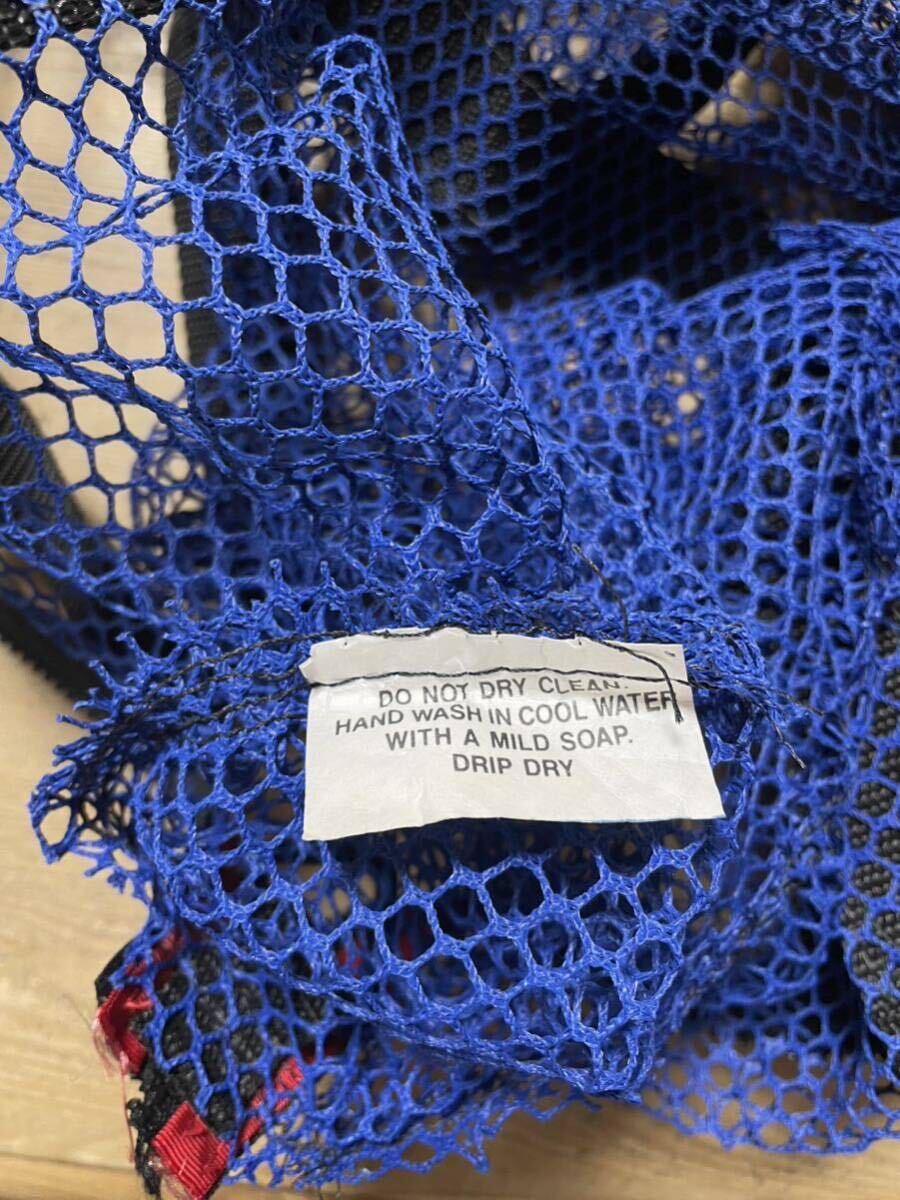 DO NOT DRY CLEAN.
HAND WASH IN COOL WATER
WITH A MILD SOAP.
DRIP DRY